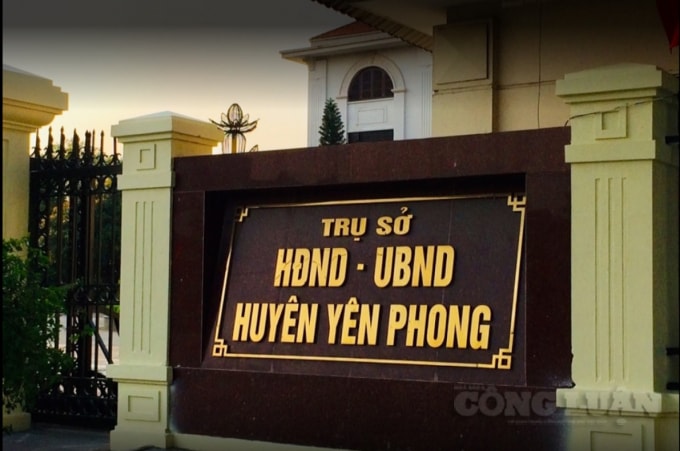 TRỤ SỞ
HĐND - UBND
HUYỆN YÊN PHONG
CÔNG LUẬN